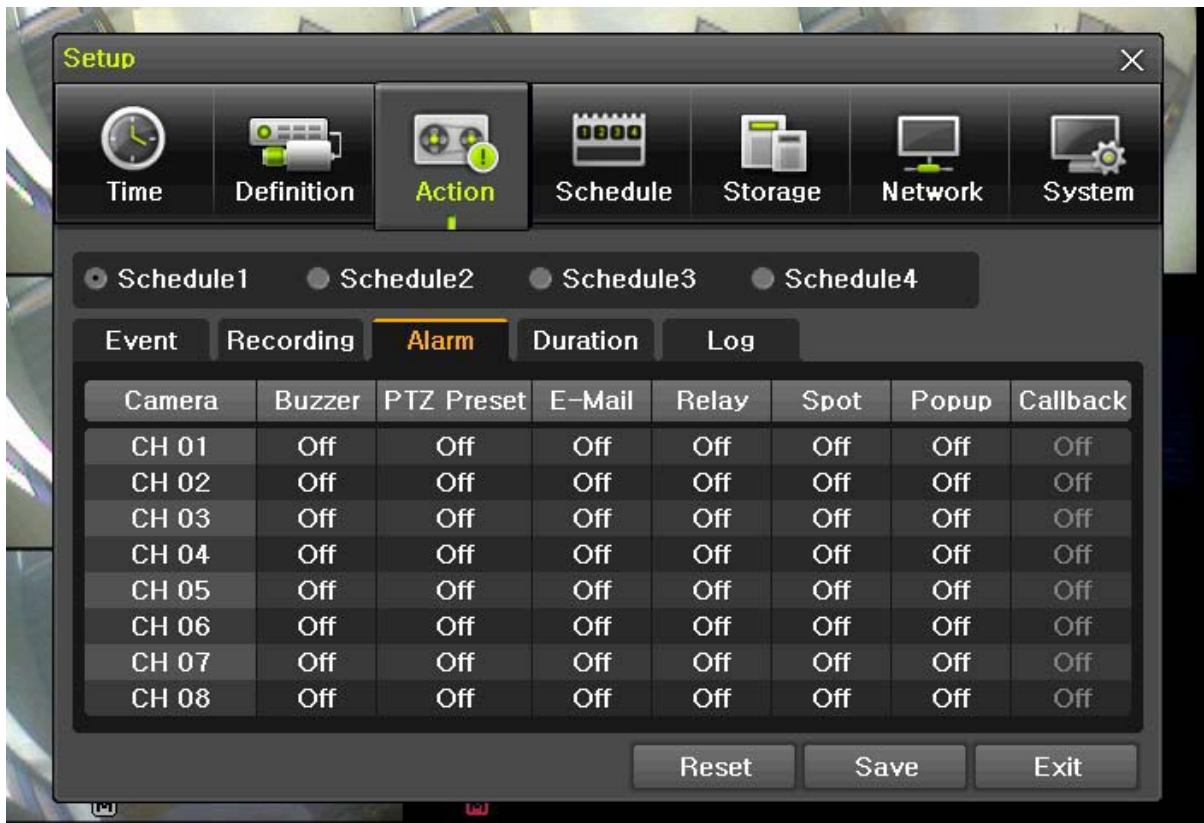 Setup
Time Definition Action Schedule Storage Network System
Schedule1 Schedule2 Schedule3 Schedule4
Event Recording Alarm Duration Log
Camera Buzzer PTZ Preset E-Mail Relay Spot Popup Callback
CH 01 Off Off Off Off Off Off Off
CH 02 Off Off Off Off Off Off Off
CH 03 Off Off Off Off Off Off Off
CH 04 Off Off Off Off Off Off Off
CH 05 Off Off Off Off Off Off Off
CH 06 Off Off Off Off Off Off Off
CH 07 Off Off Off Off Off Off Off
CH 08 Off Off Off Off Off Off Off
Reset Save Exit